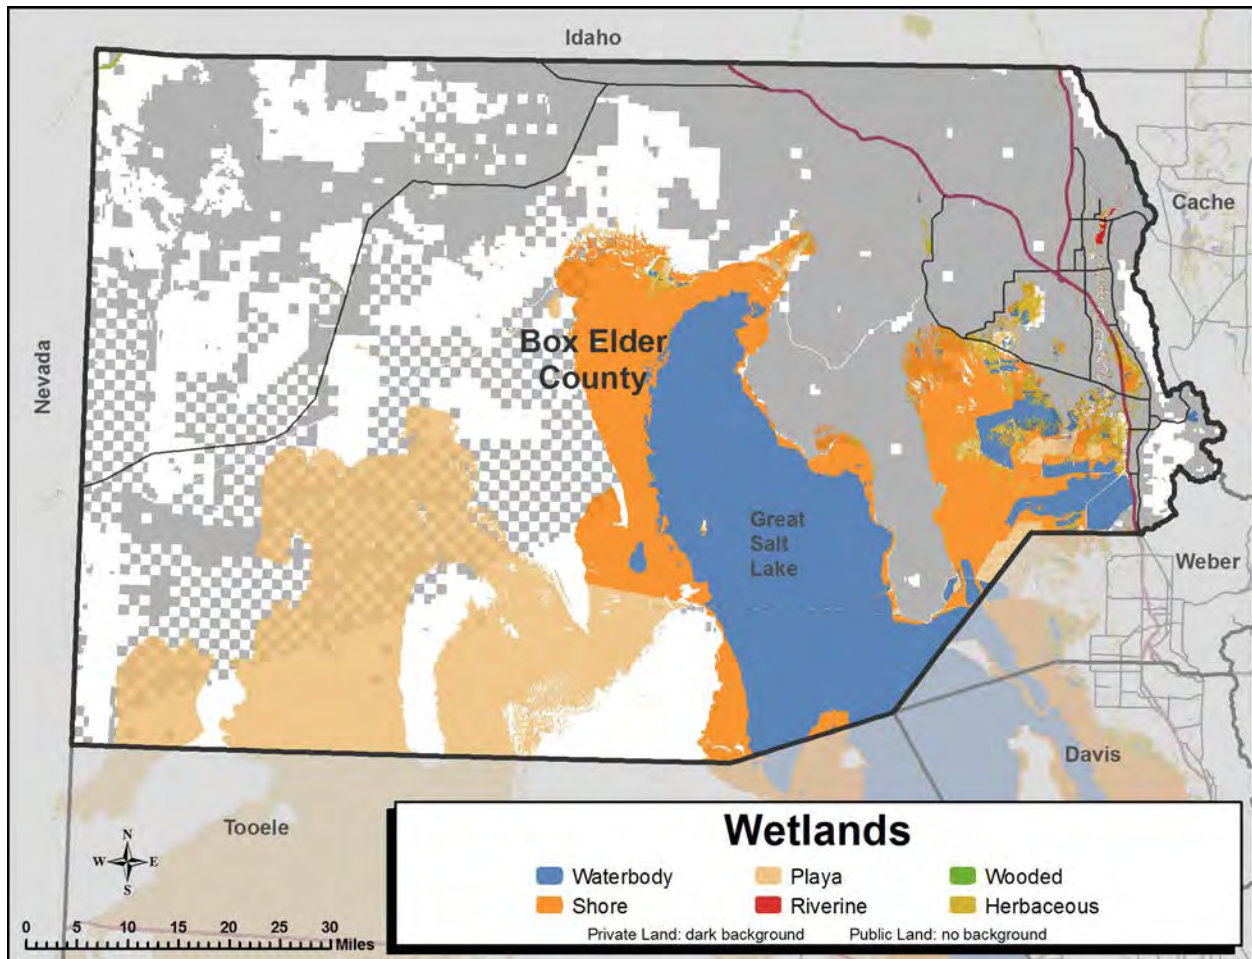 Idaho
Cache
Nevada
Box Elder
County
Great
Salt
Lake
Weber
Davis
Tooele
N
W
E
S
0 5 10 15 20 25 30
Miles
Wetlands
Waterbody
Playa
Wooded
Shore
Riverine
Herbaceous
Private Land: dark background
Public Land: no background